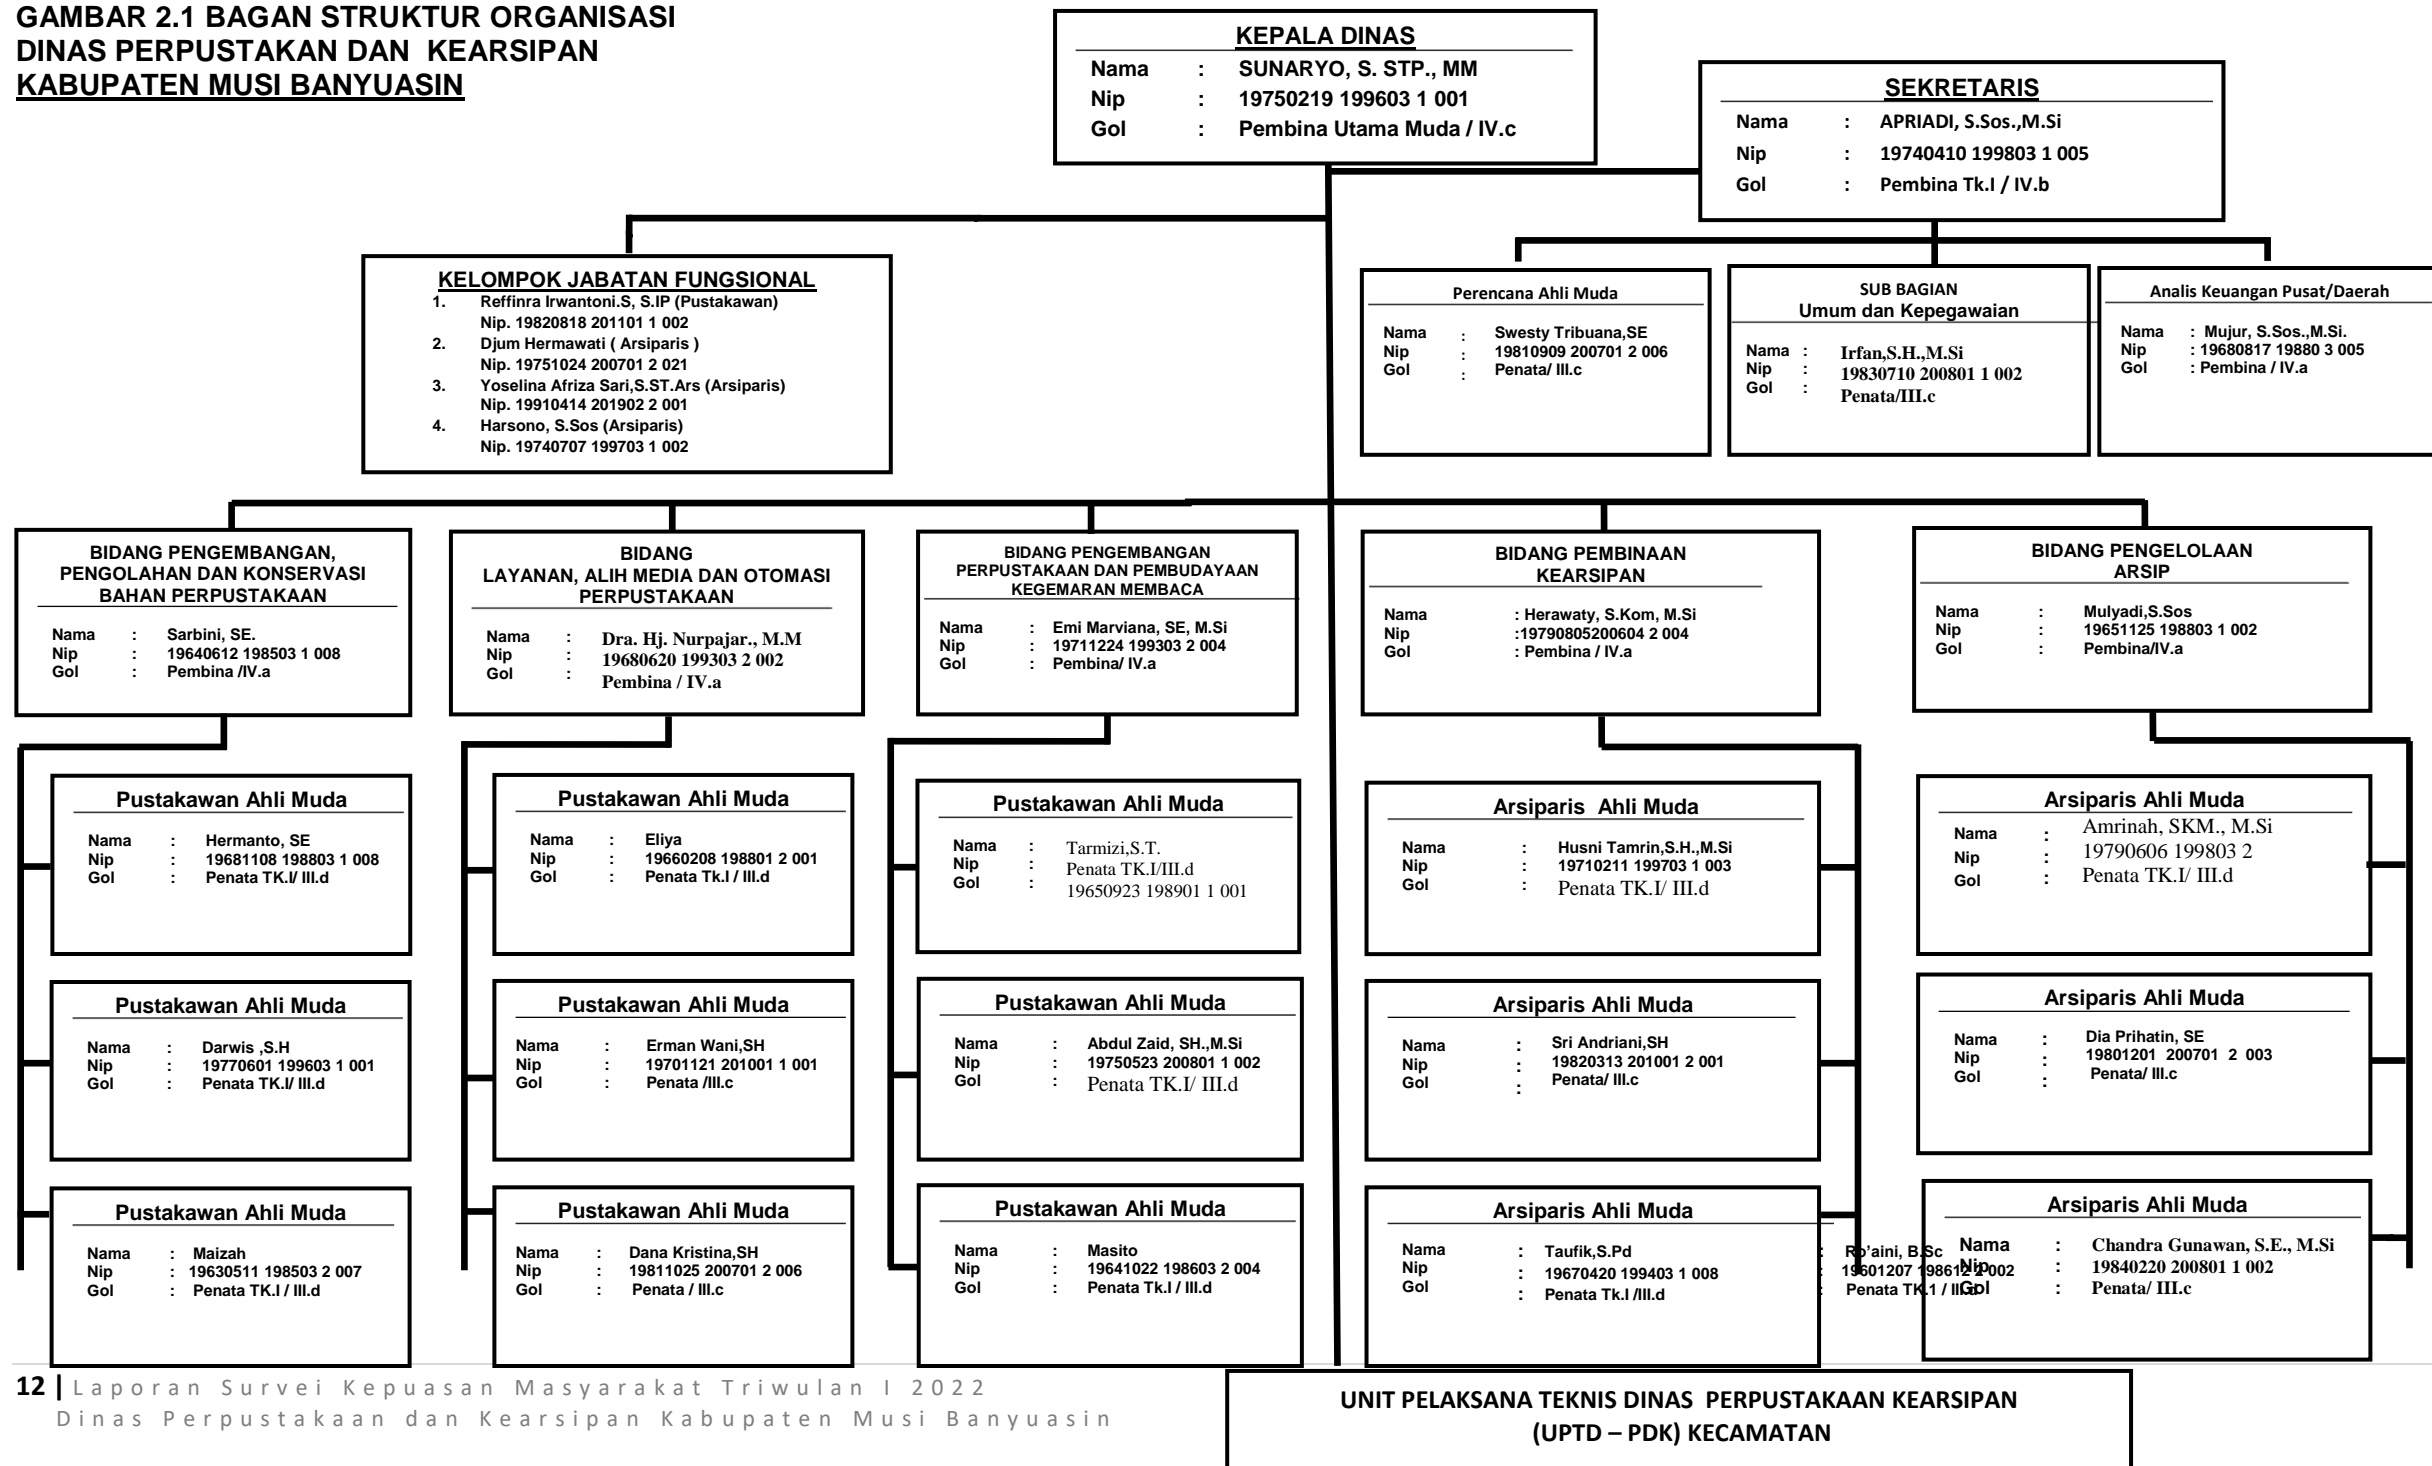 GAMBAR 2.1 BAGAN STRUKTUR ORGANISASI
DINAS PERPUSTAKAN DAN KEARSIPAN
KABUPATEN MUSI BANYUASIN
KEPALA DINAS
Nama : SUNARYO, S. STP., MM
Nip : 19750219 199603 1 001
Gol : Pembina Utama Muda / IV.c
SEKRETARIS
Nama : APRIADI, S.Sos.,M.Si
Nip : 19740410 199803 1 005
Gol : Pembina Tk.I / IV.b
KELOMPOK JABATAN FUNGSIONAL
1. Reffinra Irwantoni.S, S.IP (Pustakawan)
Nip. 19820818 201101 1 002
2. Djum Hermawati ( Arsiparis )
Nip. 19751024 200701 2 021
3. Yoselina Afriza Sari,S.ST.Ars (Arsiparis)
Nip. 19910414 201902 2 001
4. Harsono, S.Sos (Arsiparis)
Nip. 19740707 199703 1 002
Perencana Ahli Muda
Nama : Swesty Tribuana,SE
Nip : 19810909 200701 2 006
Gol : Penata/ III.c
SUB BAGIAN
Umum dan Kepegawaian
Nama : Irfan,S.H.,M.Si
Nip : 19830710 200801 1 002
Gol : Penata/III.c
Analis Keuangan Pusat/Daerah
Nama : Mujur, S.Sos.,M.Si.
Nip : 19680817 19880 3 005
Gol : Pembina / IV.a
BIDANG PENGEMBANGAN,
PENGOLAHAN DAN KONSERVASI
BAHAN PERPUSTAKAAN
Nama : Sarbini, SE.
Nip : 19640612 198503 1 008
Gol : Pembina /IV.a
BIDANG
LAYANAN, ALIH MEDIA DAN OTOMASI
PERPUSTAKAAN
Nama : Dra. Hj. Nurpajar., M.M
Nip : 19680620 199303 2 002
Gol : Pembina / IV.a
BIDANG PENGEMBANGAN
PERPUSTAKAAN DAN PEMBUDAYAAN
KEGEMARAN MEMBACA
Nama : Emi Marviana, SE, M.Si
Nip : 19711224 199303 2 004
Gol : Pembina/ IV.a
BIDANG PEMBINAAN
KEARSIPAN
Nama : Herawaty, S.Kom, M.Si
Nip :19790805200604 2 004
Gol : Pembina / IV.a
BIDANG PENGELOLAAN
ARSIP
Nama : Mulyadi,S.Sos
Nip : 19651125 198803 1 002
Gol : Pembina/IV.a
Pustakawan Ahli Muda
Nama : Hermanto, SE
Nip : 19681108 198803 1 008
Gol : Penata TK.I/ III.d
Pustakawan Ahli Muda
Nama : Eliya
Nip : 19660208 198801 2 001
Gol : Penata Tk.I / III.d
Pustakawan Ahli Muda
Nama : Tarmizi,S.T.
Nip : Penata TK.I/III.d
Gol : 19650923 198901 1 001
Arsiparis Ahli Muda
Nama : Husni Tamrin,S.H.,M.Si
Nip : 19710211 199703 1 003
Gol : Penata TK.I/ III.d
Arsiparis Ahli Muda
Nama : Amrinah, SKM., M.Si
Nip : 19790606 199803 2
Gol : Penata TK.I/ III.d
Pustakawan Ahli Muda
Nama : Darwis ,S.H
Nip : 19770601 199603 1 001
Gol : Penata TK.I/ III.d
Pustakawan Ahli Muda
Nama : Erman Wani,SH
Nip : 19701121 201001 1 001
Gol : Penata /III.c
Pustakawan Ahli Muda
Nama : Abdul Zaid, SH.,M.Si
Nip : 19750523 200801 1 002
Gol : Penata TK.I/ III.d
Arsiparis Ahli Muda
Nama : Sri Andriani,SH
Nip : 19820313 201001 2 001
Gol : Penata/ III.c
Arsiparis Ahli Muda
Nama : Dia Prihatin, SE
Nip : 19801201 200701 2 003
Gol : Penata/ III.c
Pustakawan Ahli Muda
Nama : Maizah
Nip : 19630511 198503 2 007
Gol : Penata TK.I / III.d
Pustakawan Ahli Muda
Nama : Dana Kristina,SH
Nip : 19811025 200701 2 006
Gol : Penata / III.c
Pustakawan Ahli Muda
Nama : Masito
Nip : 19641022 198603 2 004
Gol : Penata Tk.I / III.d
Arsiparis Ahli Muda
Nama : Taufik,S.Pd
Nip : 19670420 199403 1 008
Gol : Penata Tk.I /III.d
: Ro'aini, B.Sc
: 19601207 198612 2 002
: Penata TK.1 / III.d
Arsiparis Ahli Muda
Nama : Chandra Gunawan, S.E., M.Si
Nip : 19840220 200801 1 002
Gol : Penata/ III.c
12 | Laporan Survei Kepuasan Masyarakat Triwulan I 2022
Dinas Perpustakaan dan Kearsipan Kabupaten Musi Banyuasin
UNIT PELAKSANA TEKNIS DINAS PERPUSTAKAAN KEARSIPAN
(UPTD – PDK) KECAMATAN